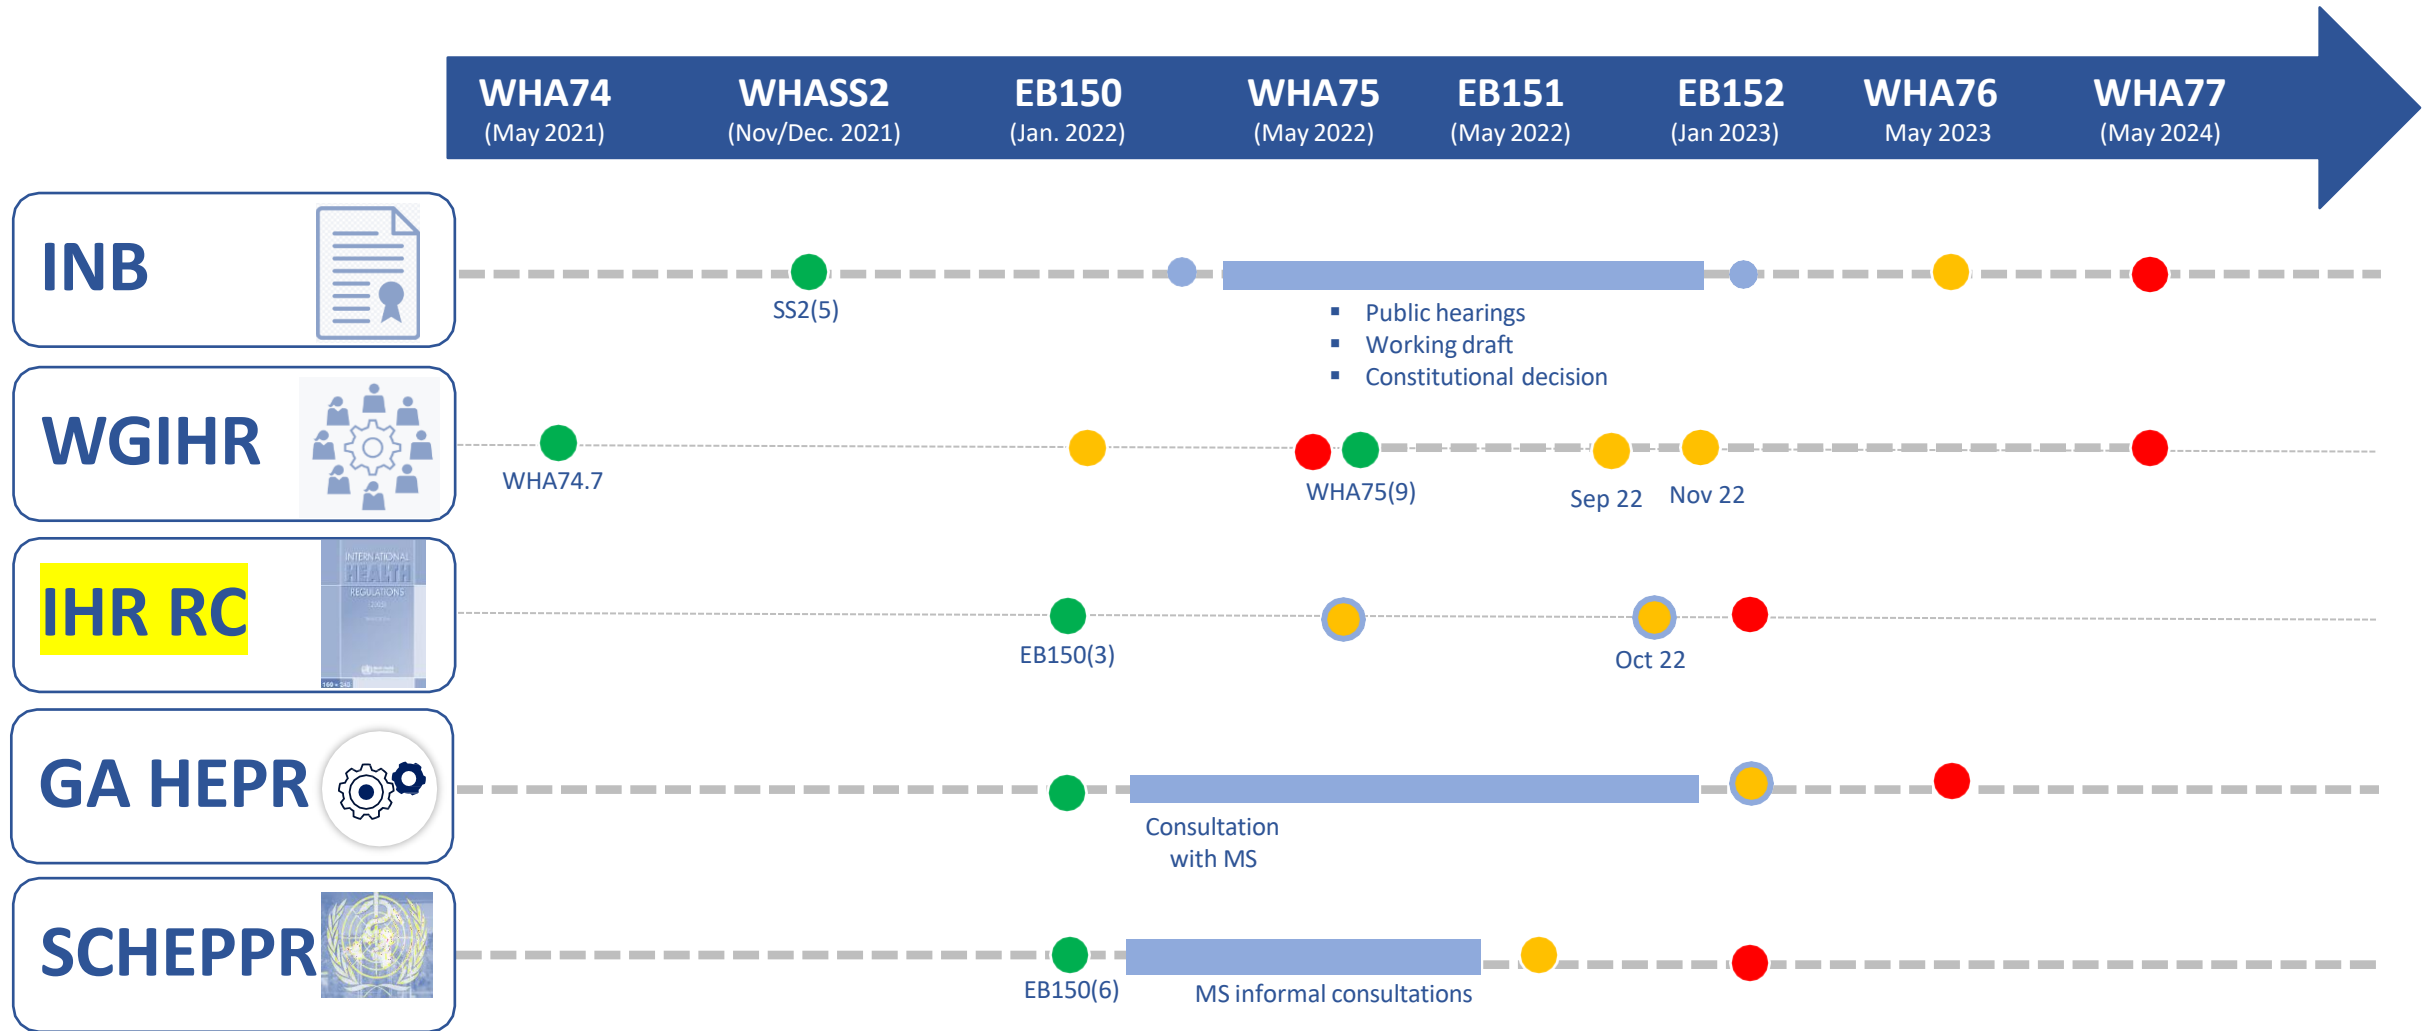 WHA74
(May 2021)
WHASS2
(Nov/Dec. 2021)
EB150
(Jan. 2022)
WHA75
(May 2022)
EB151
(May 2022)
EB152
(Jan 2023)
WHA76
May 2023
WHA77
(May 2024)
INB
SS2(5)
▪ Public hearings
▪ Working draft
▪ Constitutional decision
WGIHR
WHA74.7
WHA75(9)
Sep 22
Nov 22
IHR RC
INTERNATIONAL
HEALTH
REGULATIONS
EB150(3)
Oct 22
GA HEPR
Consultation
with MS
SCHEPPR
EB150(6)
MS informal consultations